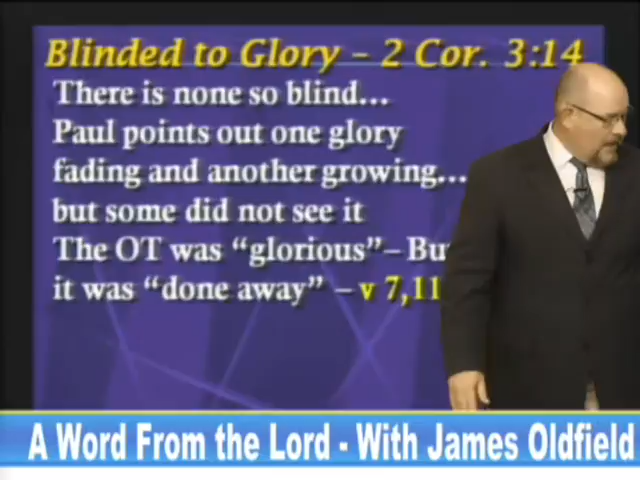 Blinded to Glory – 2 Cor. 3:14
There is none so blind...
Paul points out one glory
fading and another growing...
but some did not see it
The OT was “glorious”– Bu
it was “done away” – v 7,11
A Word From the Lord - With James Oldfield